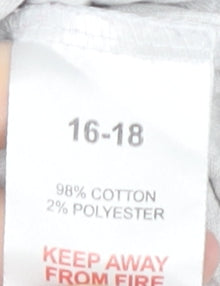 16-18
98% COTTON
2% POLYESTER
KEEP AWAY
FROM FIRE